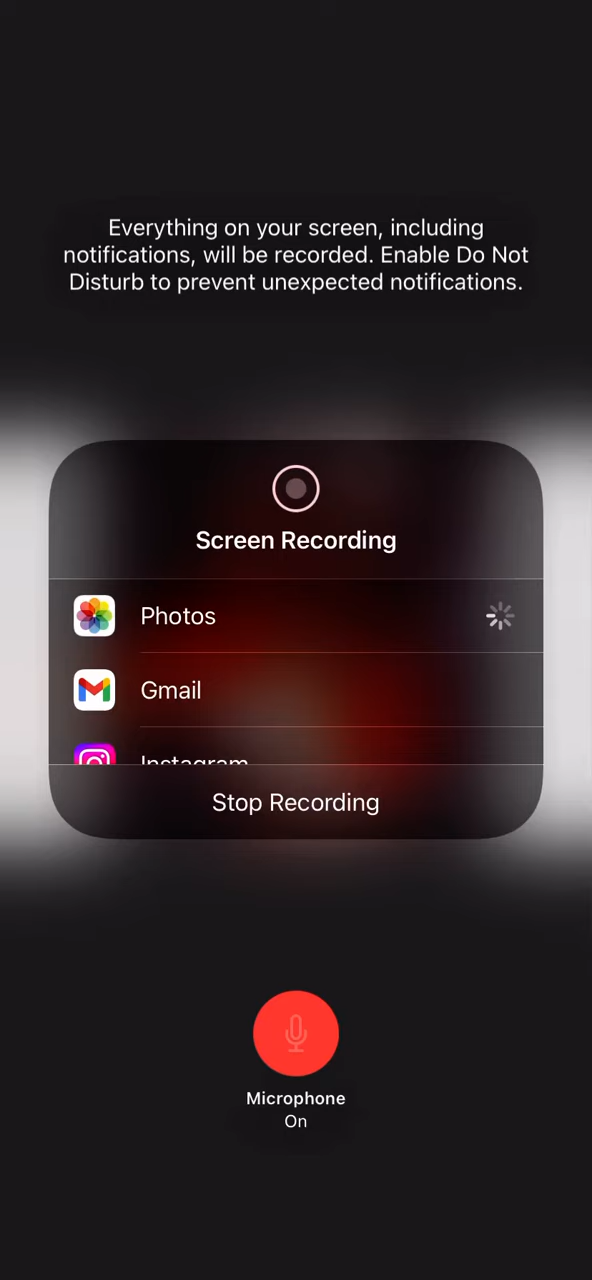 Everything on your screen, including
notifications, will be recorded. Enable Do Not
Disturb to prevent unexpected notifications.
Screen Recording
Photos
Gmail
Instagram
Stop Recording
Microphone
On